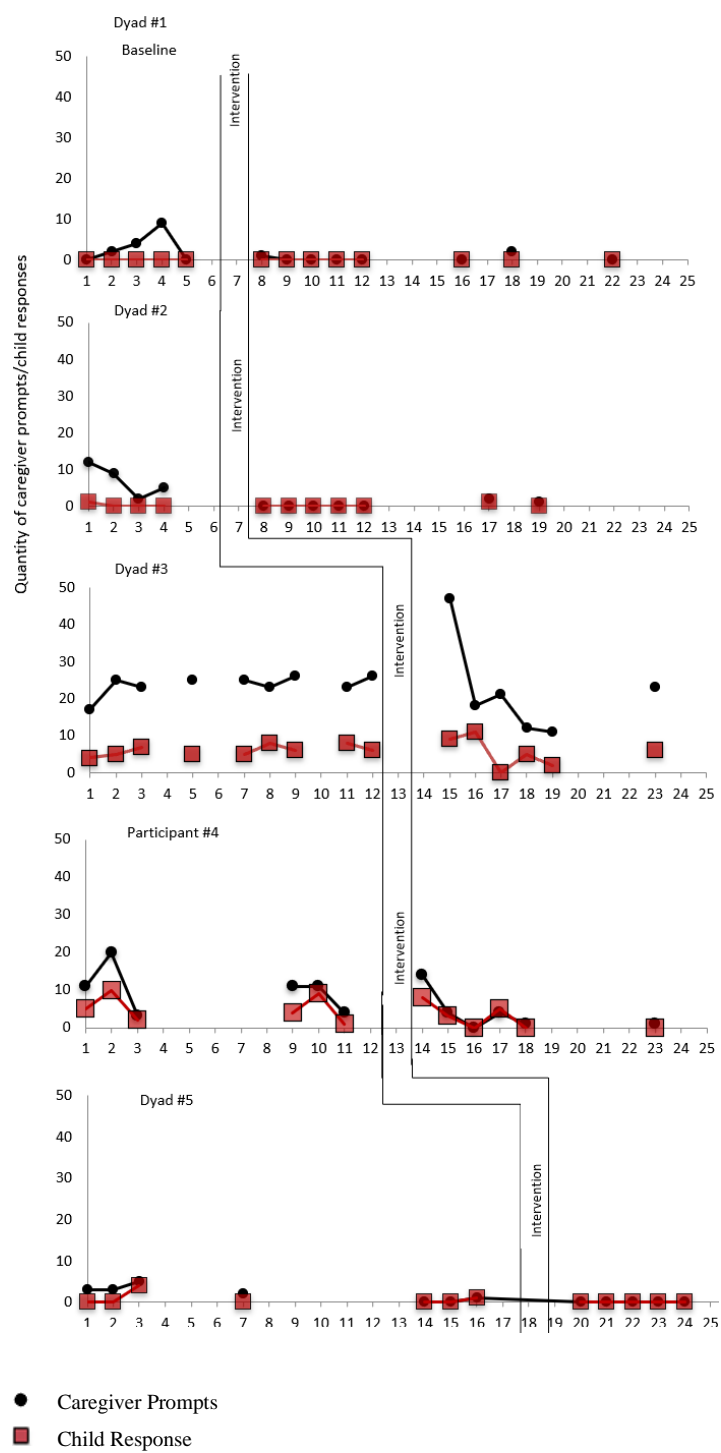 Dyad #1
Baseline
Intervention
Quantity of caregiver prompts/child responses
50
40
30
20
10
0
1 2 3 4 5 6 7 8 9 10 11 12 13 14 15 16 17 18 19 20 21 22 23 24 25
Dyad #2
Intervention
50
40
30
20
10
0
1 2 3 4 5 6 7 8 9 10 11 12 13 14 15 16 17 18 19 20 21 22 23 24 25
Dyad #3
Intervention
50
40
30
20
10
0
1 2 3 4 5 6 7 8 9 10 11 12 13 14 15 16 17 18 19 20 21 22 23 24 25
Participant #4
Intervention
50
40
30
20
10
0
1 2 3 4 5 6 7 8 9 10 11 12 13 14 15 16 17 18 19 20 21 22 23 24 25
Dyad #5
Intervention
50
40
30
20
10
0
1 2 3 4 5 6 7 8 9 10 11 12 13 14 15 16 17 18 19 20 21 22 23 24 25
Caregiver Prompts
Child Response